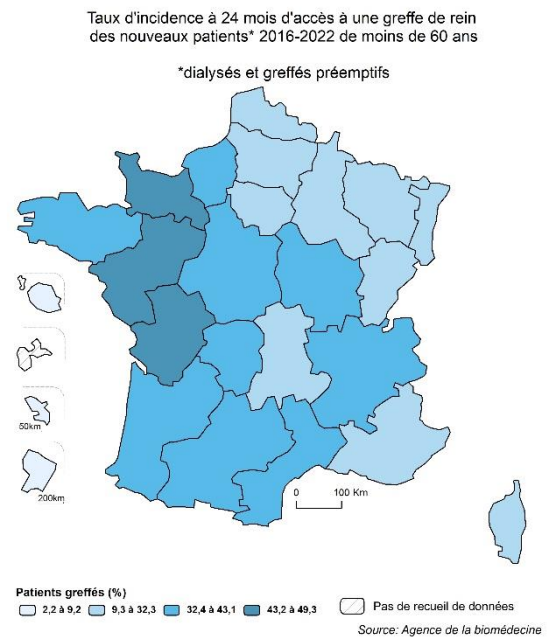 Taux d'incidence à 24 mois d'accès à une greffe de rein
des nouveaux patients* 2016-2022 de moins de 60 ans
*dialysés et greffés préemptifs
50km
200km
0 100 Km
Patients greffés (%)
2,2 à 9,2 9,3 à 32,3 32,4 à 43,1 43,2 à 49,3 Pas de recueil de données
Source: Agence de la biomédecine